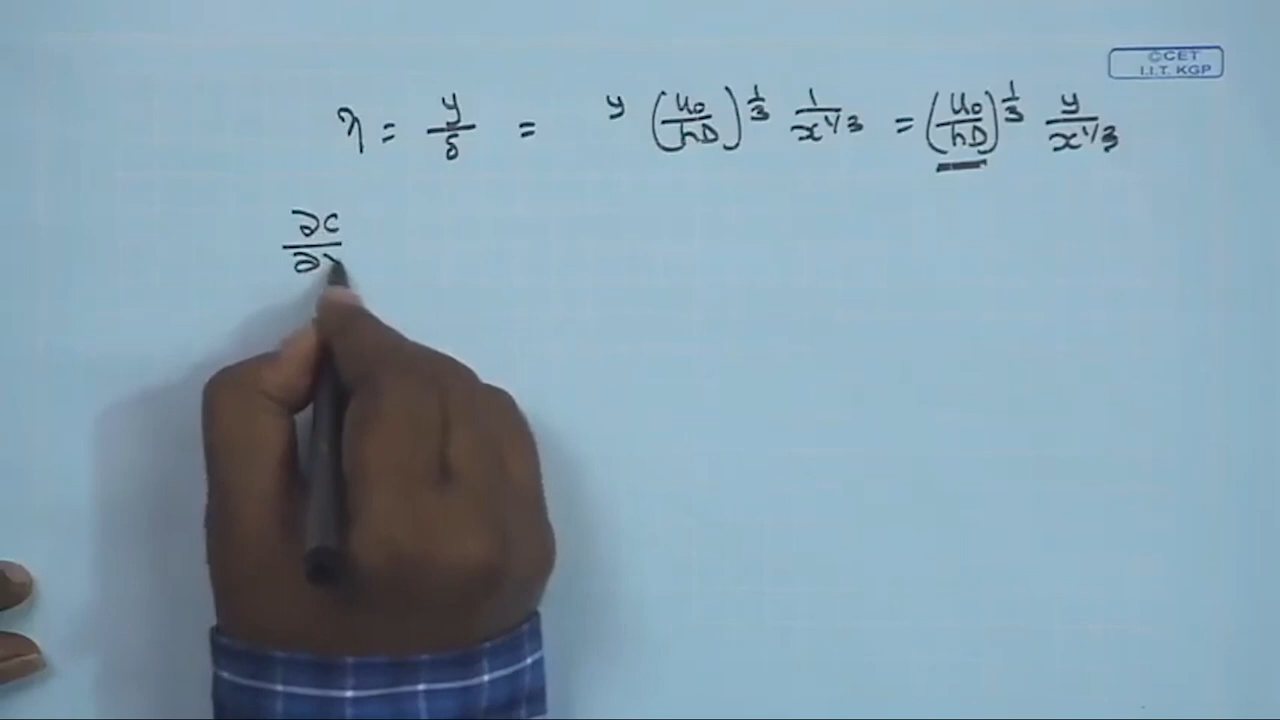 ©CET
I.I.T. KGP
η = y/δ = y (u₀/hD)^1/3 1/x^1/3 = (u₀/hD)^1/3 y/x^1/3
∂c/∂